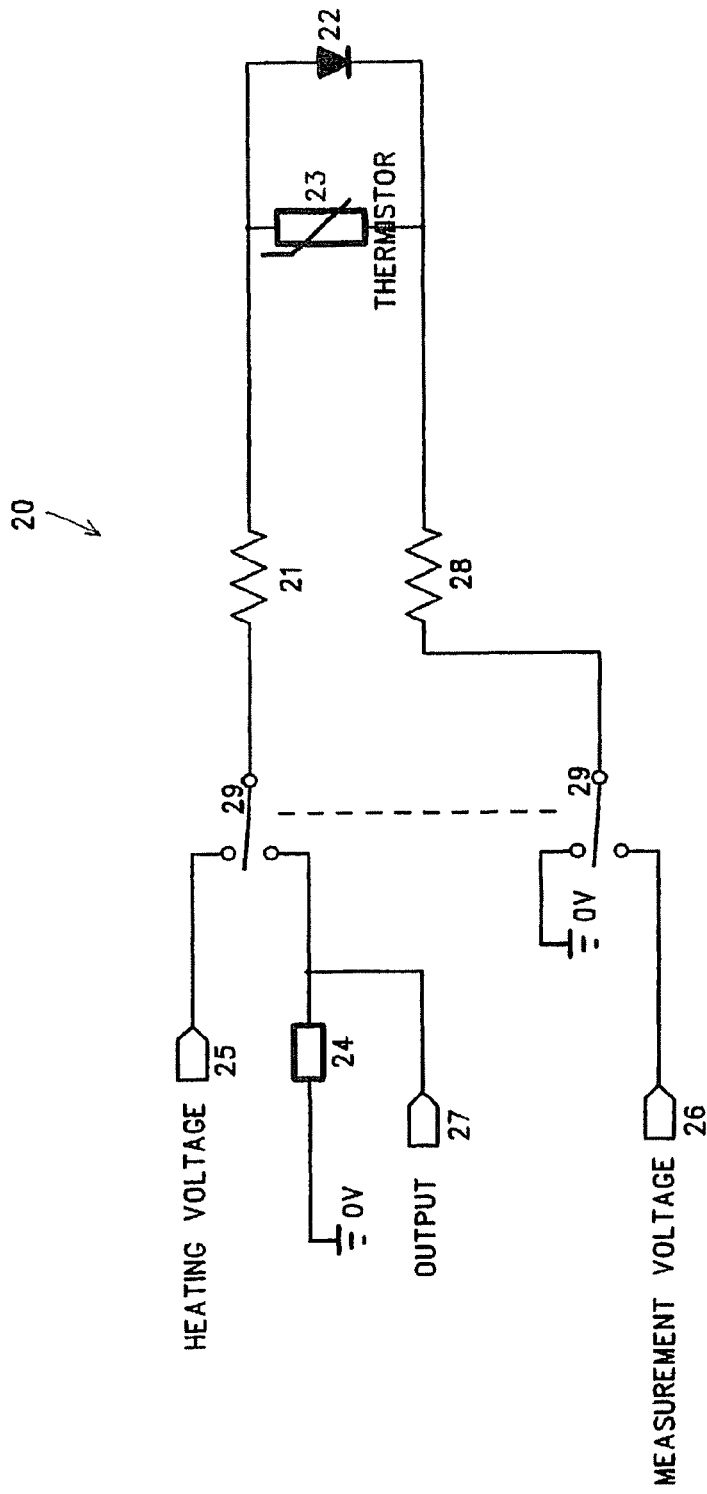 20
22
23
THERMISTOR
21
28
29
29
HEATING VOLTAGE
25
0V
24
0V
OUTPUT
27
MEASUREMENT VOLTAGE
26